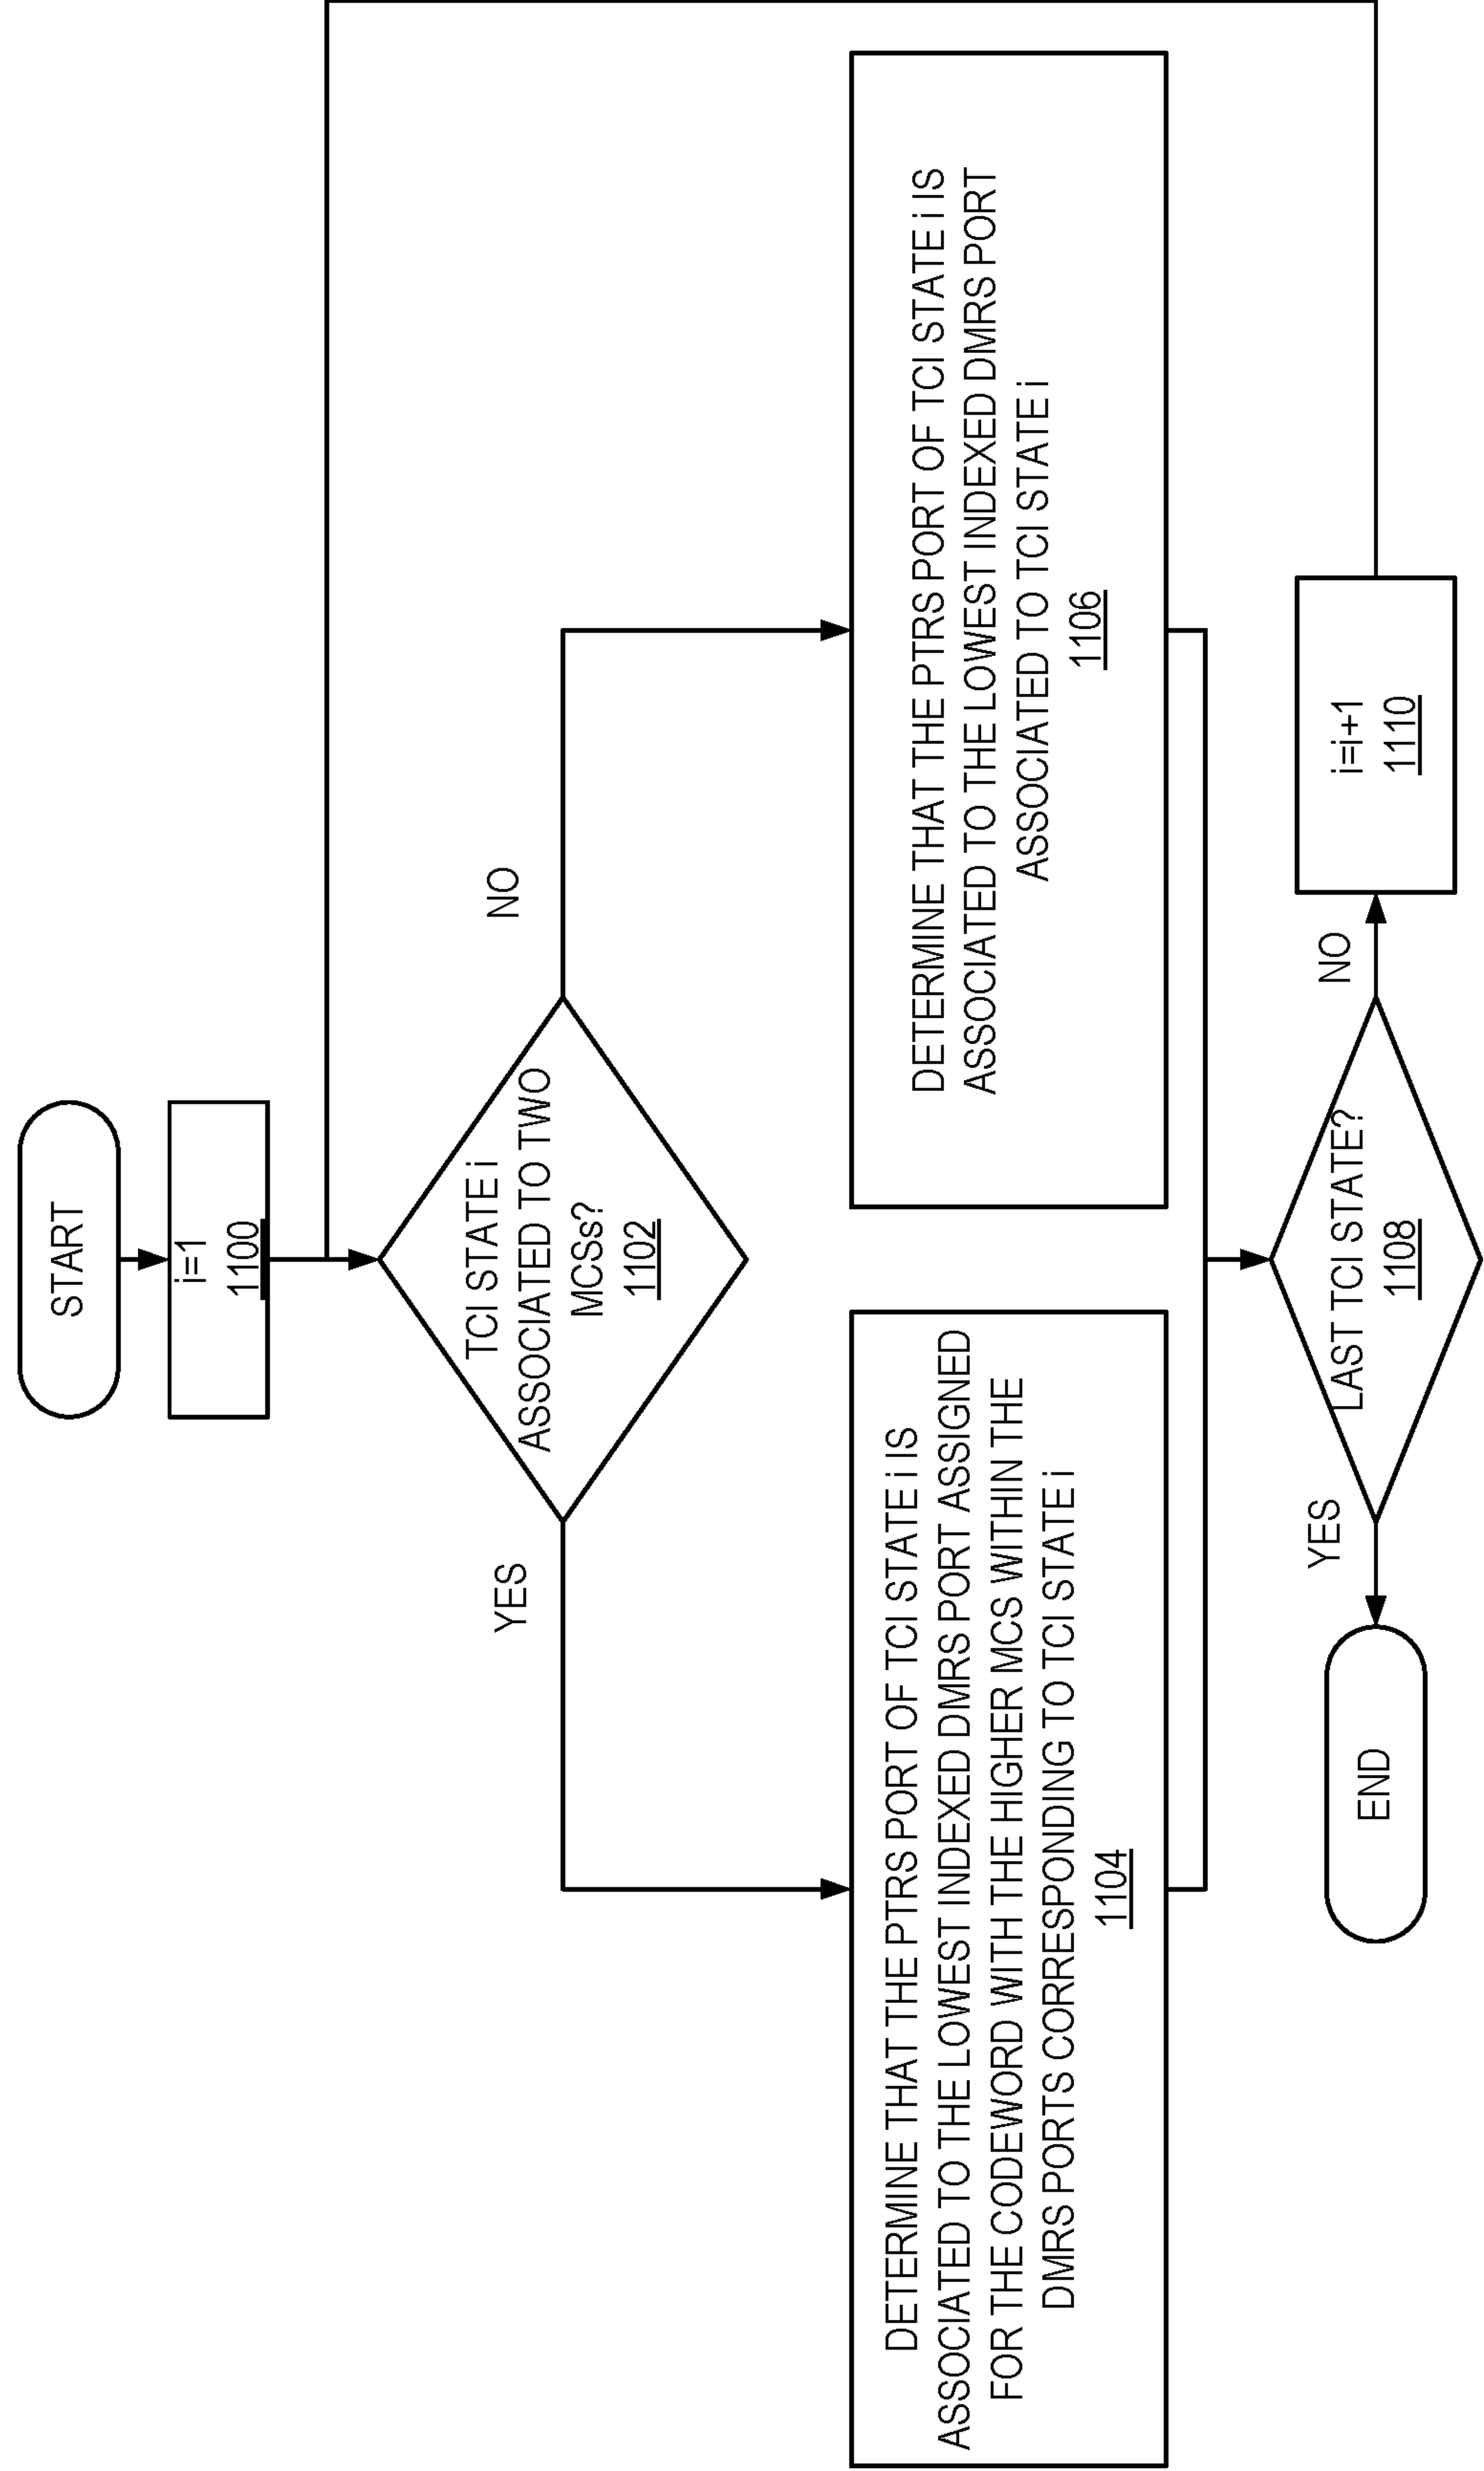 START
i=1
1100
TCI STATE i
ASSOCIATED TO TWO
MCSs?
1102
YES
NO
DETERMINE THAT THE PTRS PORT OF TCI STATE i IS
ASSOCIATED TO THE LOWEST INDEXED DMRS PORT ASSIGNED
FOR THE CODEWORD WITH THE HIGHER MCS WITHIN THE
DMRS PORTS CORRESPONDING TO TCI STATE i
1104
DETERMINE THAT THE PTRS PORT OF TCI STATE i IS
ASSOCIATED TO THE LOWEST INDEXED DMRS PORT
ASSOCIATED TO TCI STATE i
1106
LAST TCI STATE?
1108
YES
NO
END
i=i+1
1110